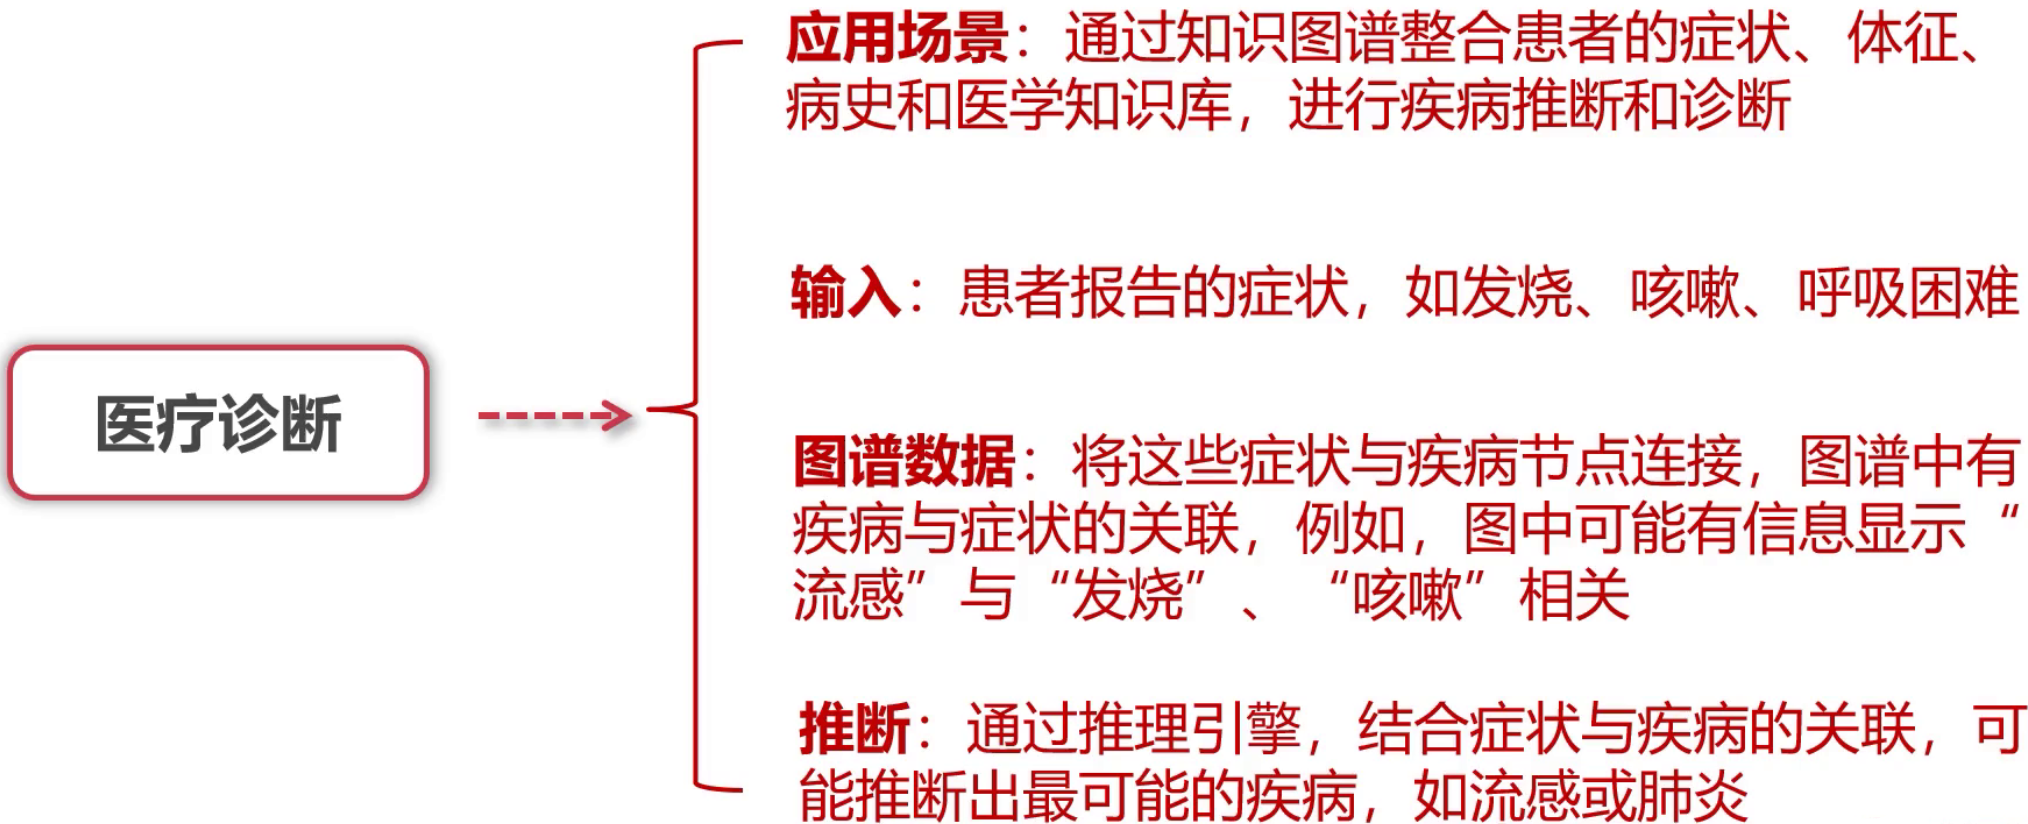 应用场景：通过知识图谱整合患者的症状、体征、
病史和医学知识库，进行疾病推断和诊断
输入：患者报告的症状，如发烧、咳嗽、呼吸困难
医疗诊断
图谱数据：将这些症状与疾病节点连接，图谱中有
疾病与症状的关联，例如，图中可能有信息显示“
流感”与“发烧”、“咳嗽”相关
推断：通过推理引擎，结合症状与疾病的关联，可
能推断出最可能的疾病，如流感或肺炎